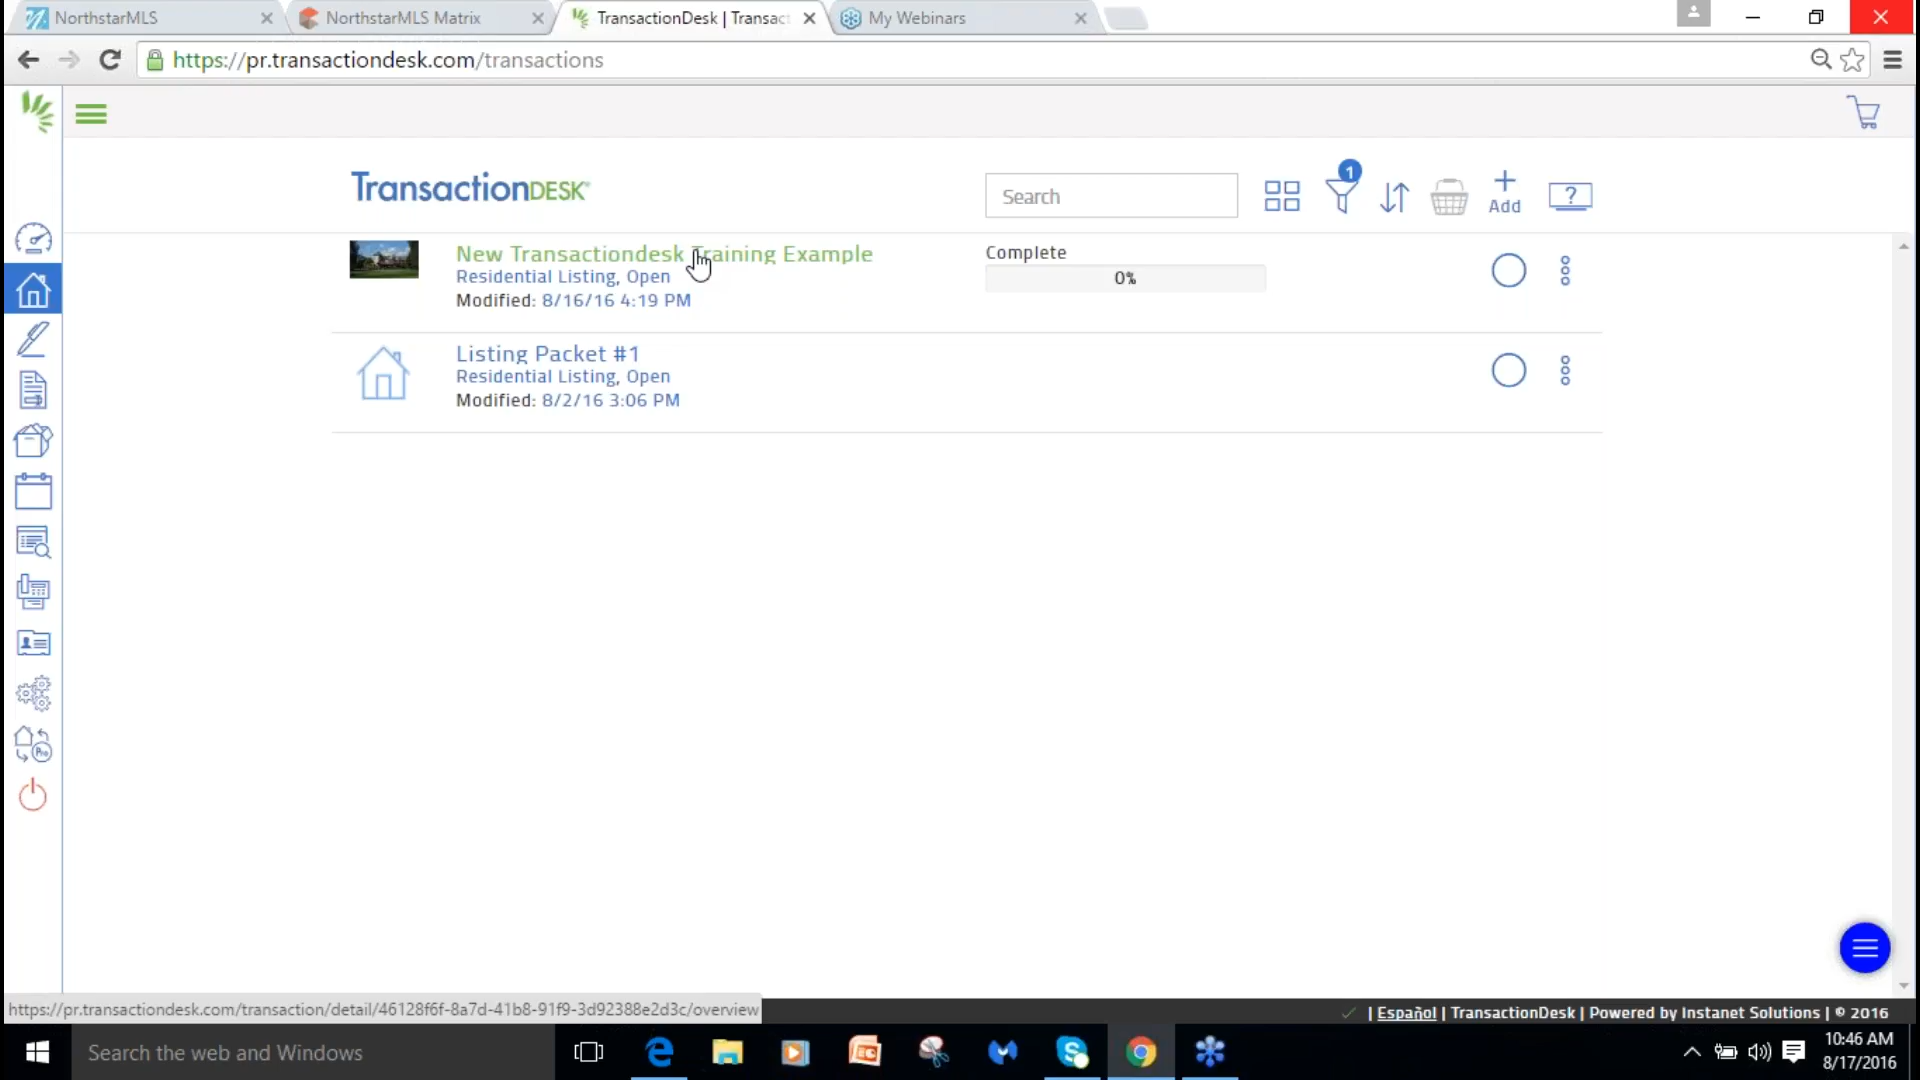 NorthstarMLS
NorthstarMLS Matrix
TransactionDesk | Transact
My Webinars
https://pr.transactiondesk.com/transactions
TransactionDESK
Search
1
Add
?
New Transactiondesk Training Example
Residential Listing, Open
Modified: 8/16/16 4:19 PM
Complete
0%
Listing Packet #1
Residential Listing, Open
Modified: 8/2/16 3:06 PM
Pro
https://pr.transactiondesk.com/transaction/detail/46128f6f-8a7d-41b8-91f9-3d92388e2d3c/overview
| Español | TransactionDesk | Powered by Instanet Solutions | © 2016
Search the web and Windows
10:46 AM
8/17/2016